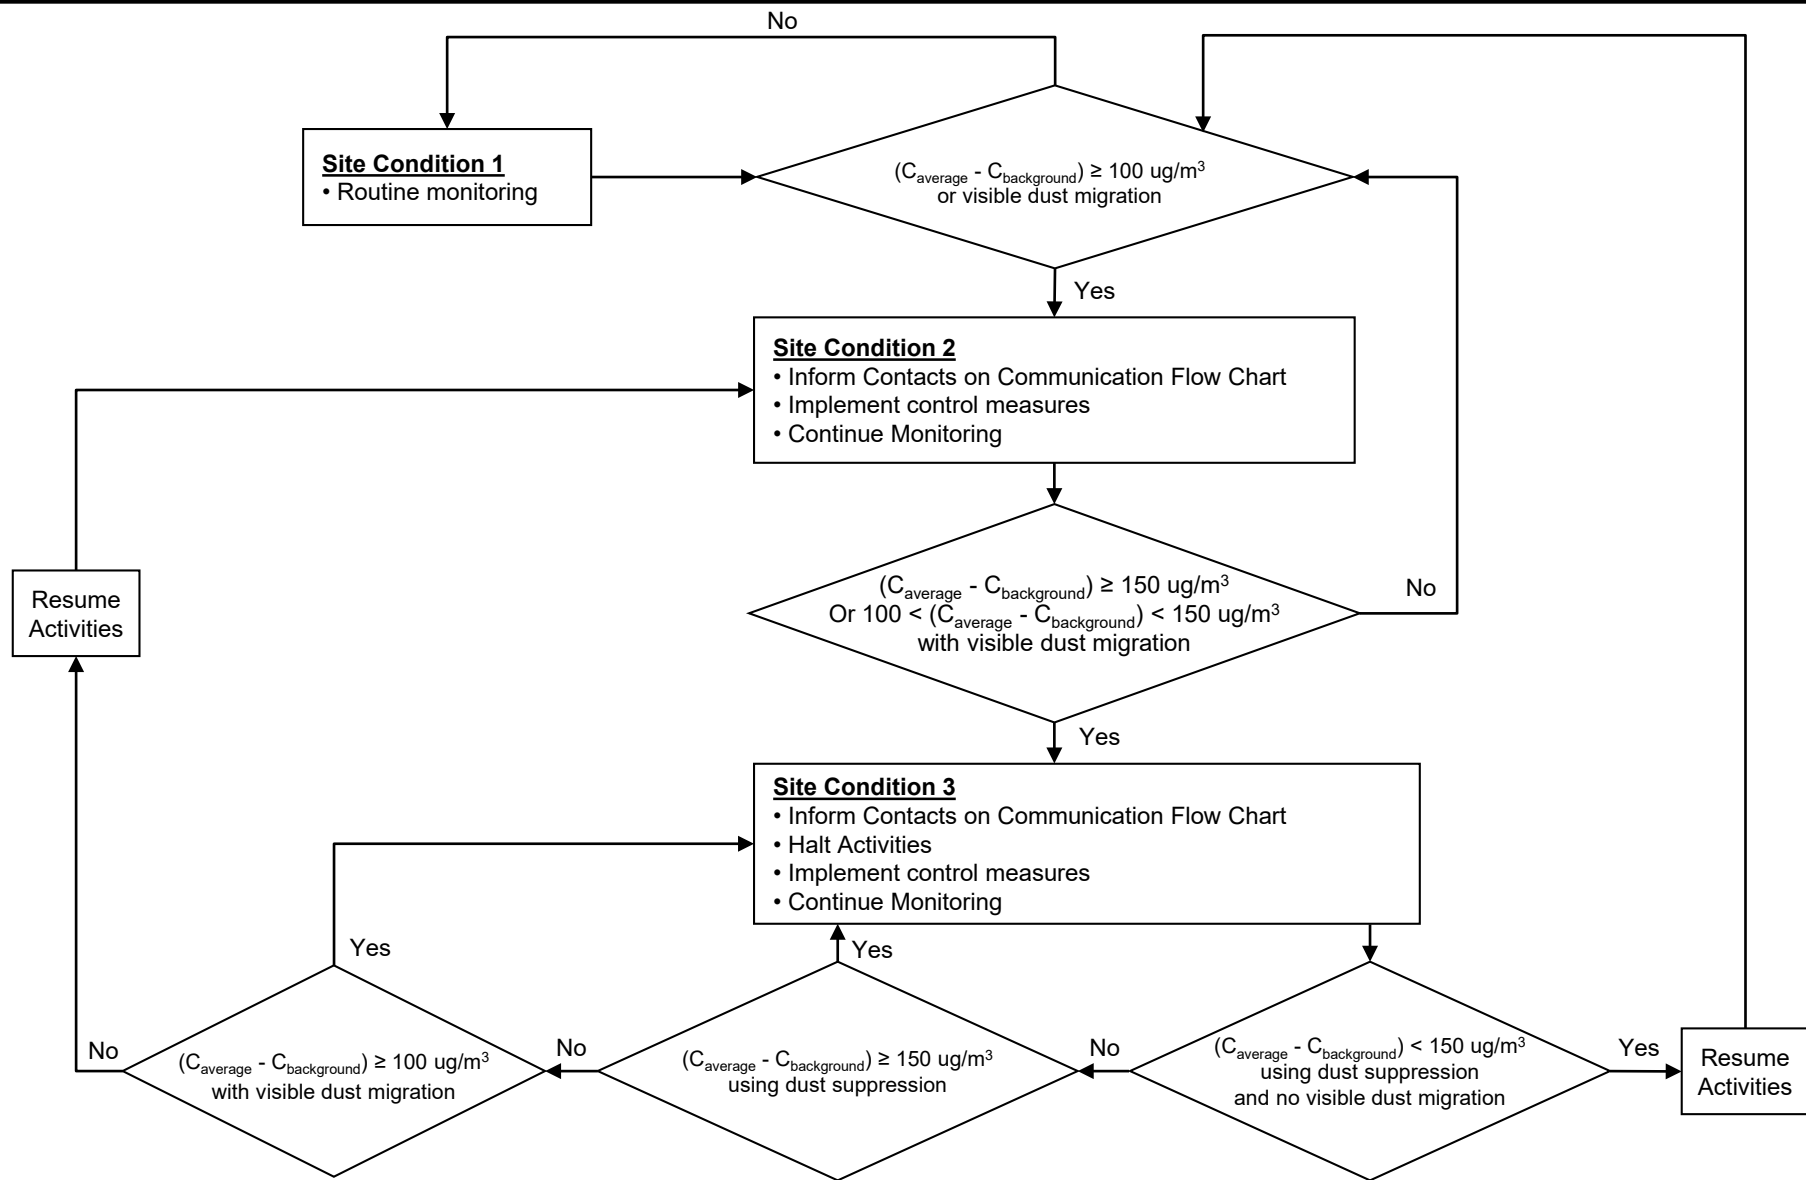 No
Site Condition 1
• Routine monitoring
(Caverage - Cbackground) ≥ 100 ug/m³
or visible dust migration
Yes
Site Condition 2
• Inform Contacts on Communication Flow Chart
• Implement control measures
• Continue Monitoring
Resume
Activities
(Caverage - Cbackground) ≥ 150 ug/m³
Or 100 < (Caverage - Cbackground) < 150 ug/m³
with visible dust migration
No
Yes
Site Condition 3
• Inform Contacts on Communication Flow Chart
• Halt Activities
• Implement control measures
• Continue Monitoring
Yes
Yes
No
(Caverage - Cbackground) ≥ 100 ug/m³
with visible dust migration
No
(Caverage - Cbackground) ≥ 150 ug/m³
using dust suppression
No
(Caverage - Cbackground) < 150 ug/m³
using dust suppression
and no visible dust migration
Yes
Resume
Activities